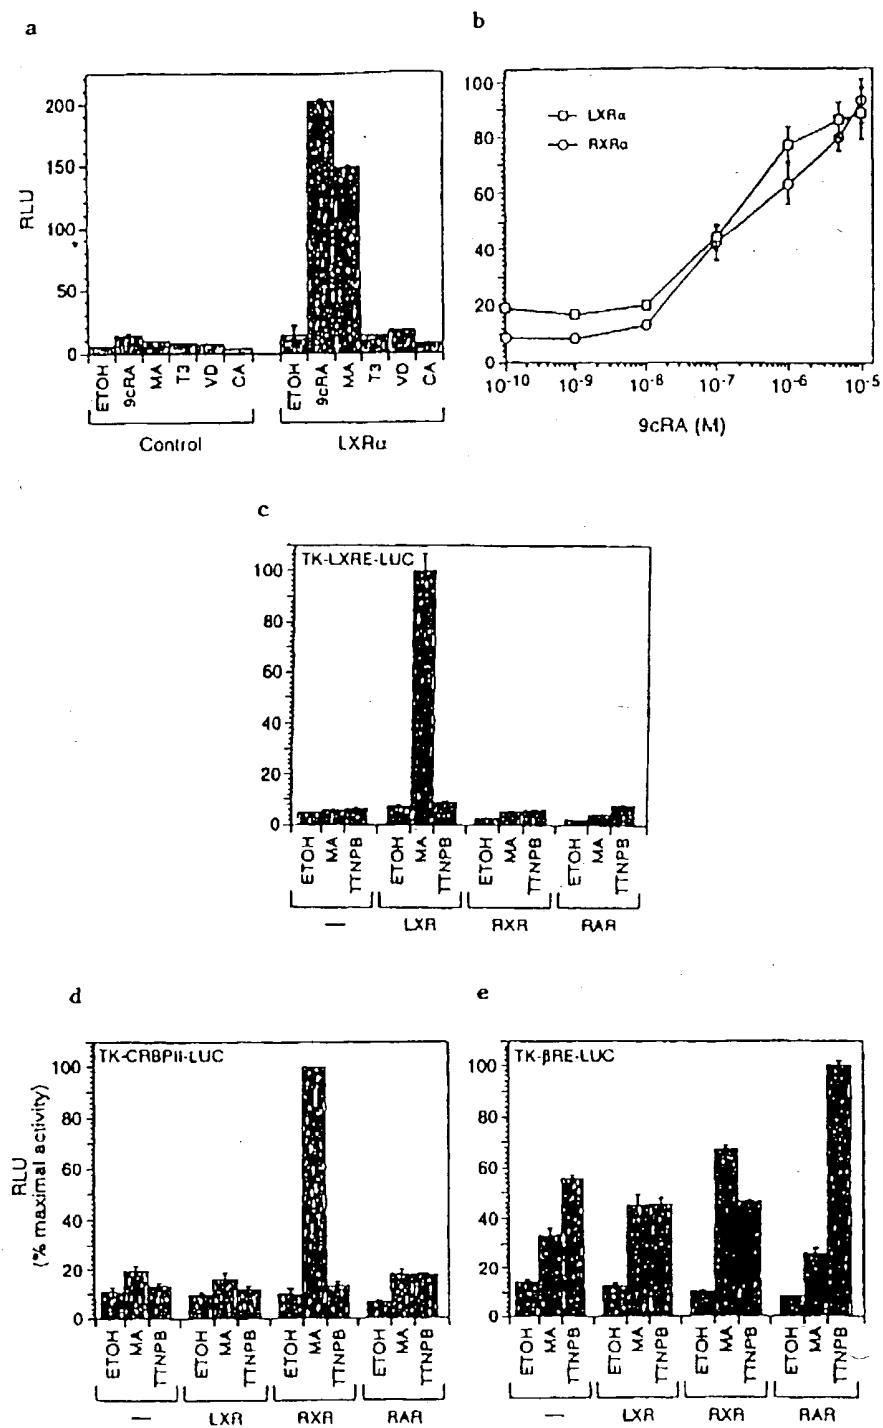 a
RLU
200
150
100
50
0
ETOH
9cRA
MA
T3
VD
CA
ETOH
9cRA
MA
T3
VD
CA
Control
LXRα
b
100
80
60
40
20
0
LXRα
RXRα
10-10
10-9
10-8
10-7
10-6
10-5
9cRA (M)
c
TK-LXRE-LUC
100
80
60
40
20
0
ETOH
MA
TTNPB
ETOH
MA
TTNPB
ETOH
MA
TTNPB
ETOH
MA
TTNPB
—
LXR
RXR
RAR
d
TK-CRBPII-LUC
RLU
(% maximal activity)
100
80
60
40
20
0
ETOH
MA
TTNPB
ETOH
MA
TTNPB
ETOH
MA
TTNPB
ETOH
MA
TTNPB
—
LXR
RXR
RAR
e
TK-βRE-LUC
100
80
60
40
20
0
ETOH
MA
TTNPB
ETOH
MA
TTNPB
ETOH
MA
TTNPB
ETOH
MA
TTNPB
—
LXR
RXR
RAR